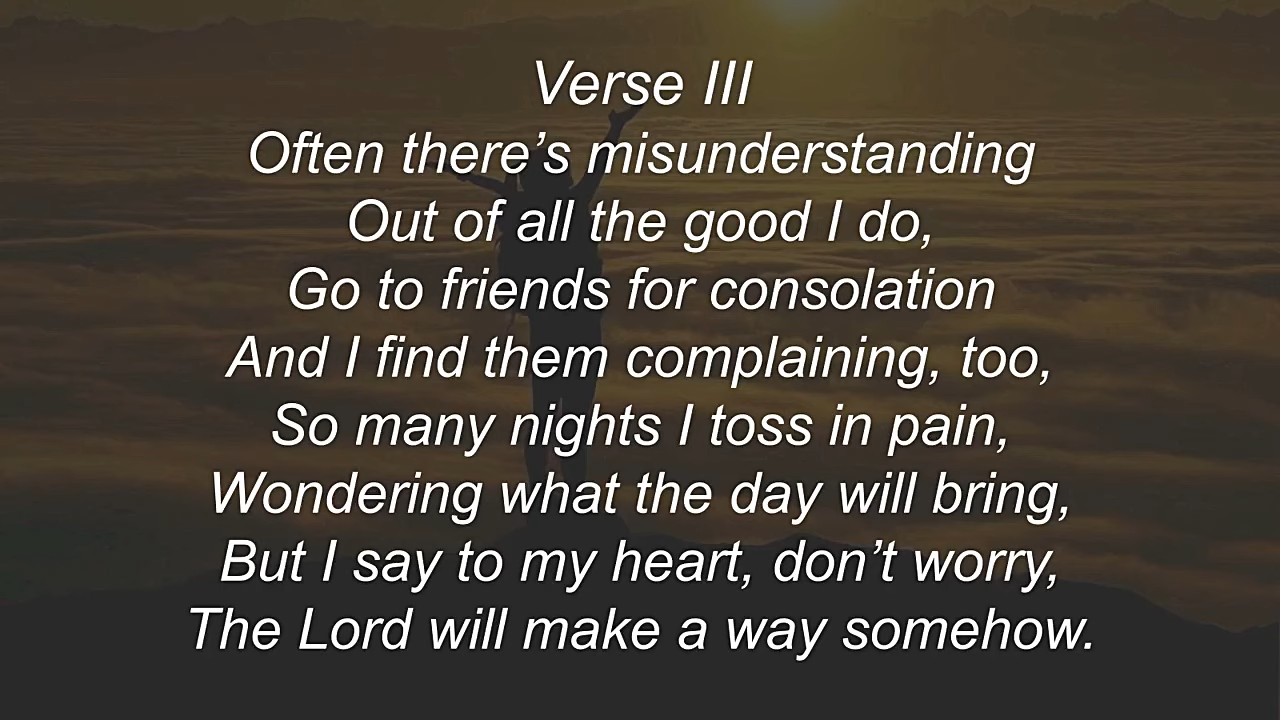 Verse III
Often there’s misunderstanding
Out of all the good I do,
Go to friends for consolation
And I find them complaining, too,
So many nights I toss in pain,
Wondering what the day will bring,
But I say to my heart, don’t worry,
The Lord will make a way somehow.